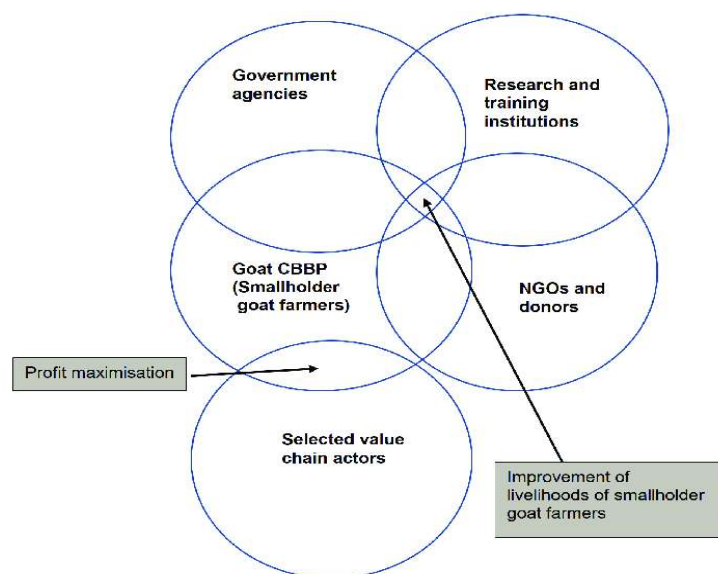 Government
agencies
Research and
training
institutions
Goat CBBP
(Smallholder
goat farmers)
NGOs and
donors
Profit maximisation
Selected value
chain actors
Improvement of
livelihoods of smallholder
goat farmers